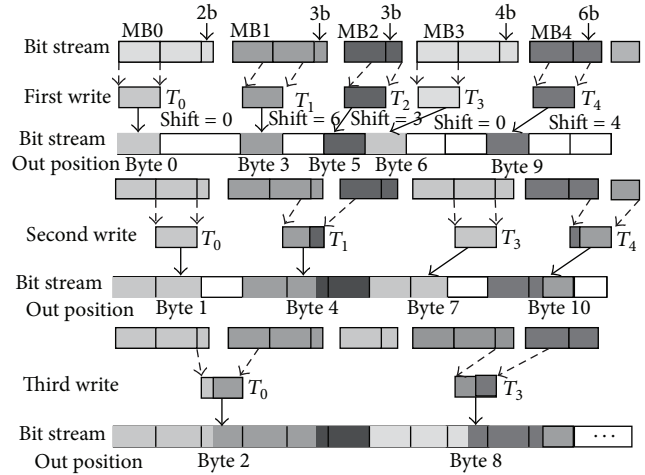 2b 3b 3b 4b 6b
MB0 MB1 MB2 MB3 MB4
Bit stream
First write T0 T1 T2 T3 T4
Shift = 0 Shift = 6 Shift = 3 Shift = 0 Shift = 4
Bit stream
Out position Byte 0 Byte 3 Byte 5 Byte 6 Byte 9
Second write T0 T1 T3 T4
Bit stream
Out position Byte 1 Byte 4 Byte 7 Byte 10
Third write T0 T3
Bit stream ...
Out position Byte 2 Byte 8